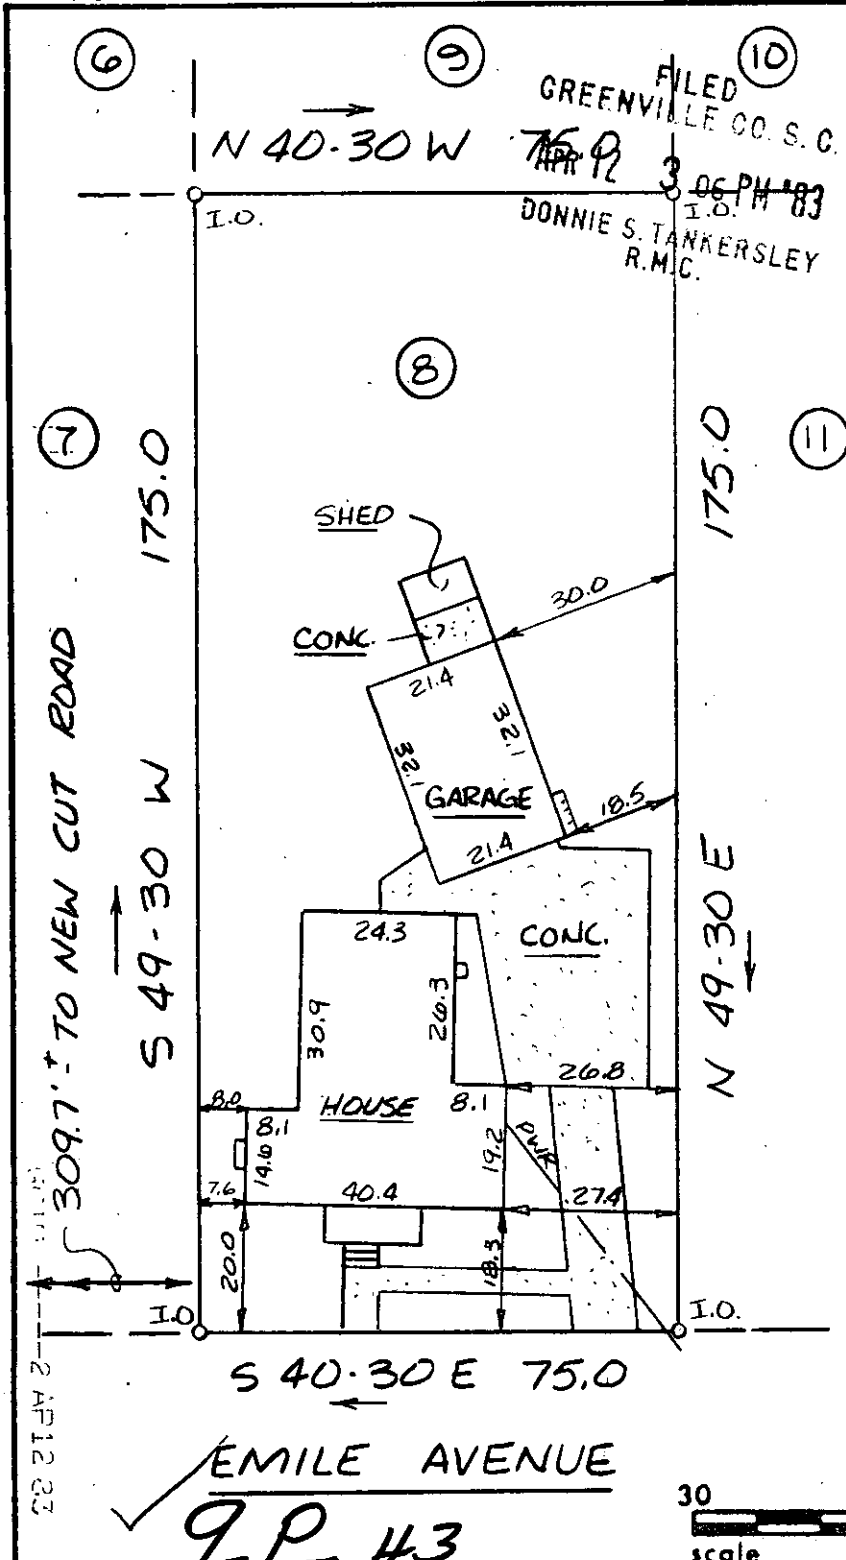 6
9
10
FILED
GREENVILLE CO. S. C.
N 40-30 W 75.0
APR 12 3 06 PM '83
I.O.
I.O.
DONNIE S. TANKERSLEY
R.M.C.
8
7
11
175.0
175.0
SHED
30.0
CONC.
21.4
32.1
32.1
GARAGE
18.5
21.4
309.7'± TO NEW CUT ROAD
S 49-30 W
N 49-30 E
24.3
CONC.
30.9
26.3
26.8
8.0
HOUSE
8.1
8.1
14.6
19.2
PWR
7.6
40.4
27.4
20.0
18.3
I.O
I.O.
S 40-30 E 75.0
2 AP12 83
EMILE AVENUE
9-P- 43
30
scale